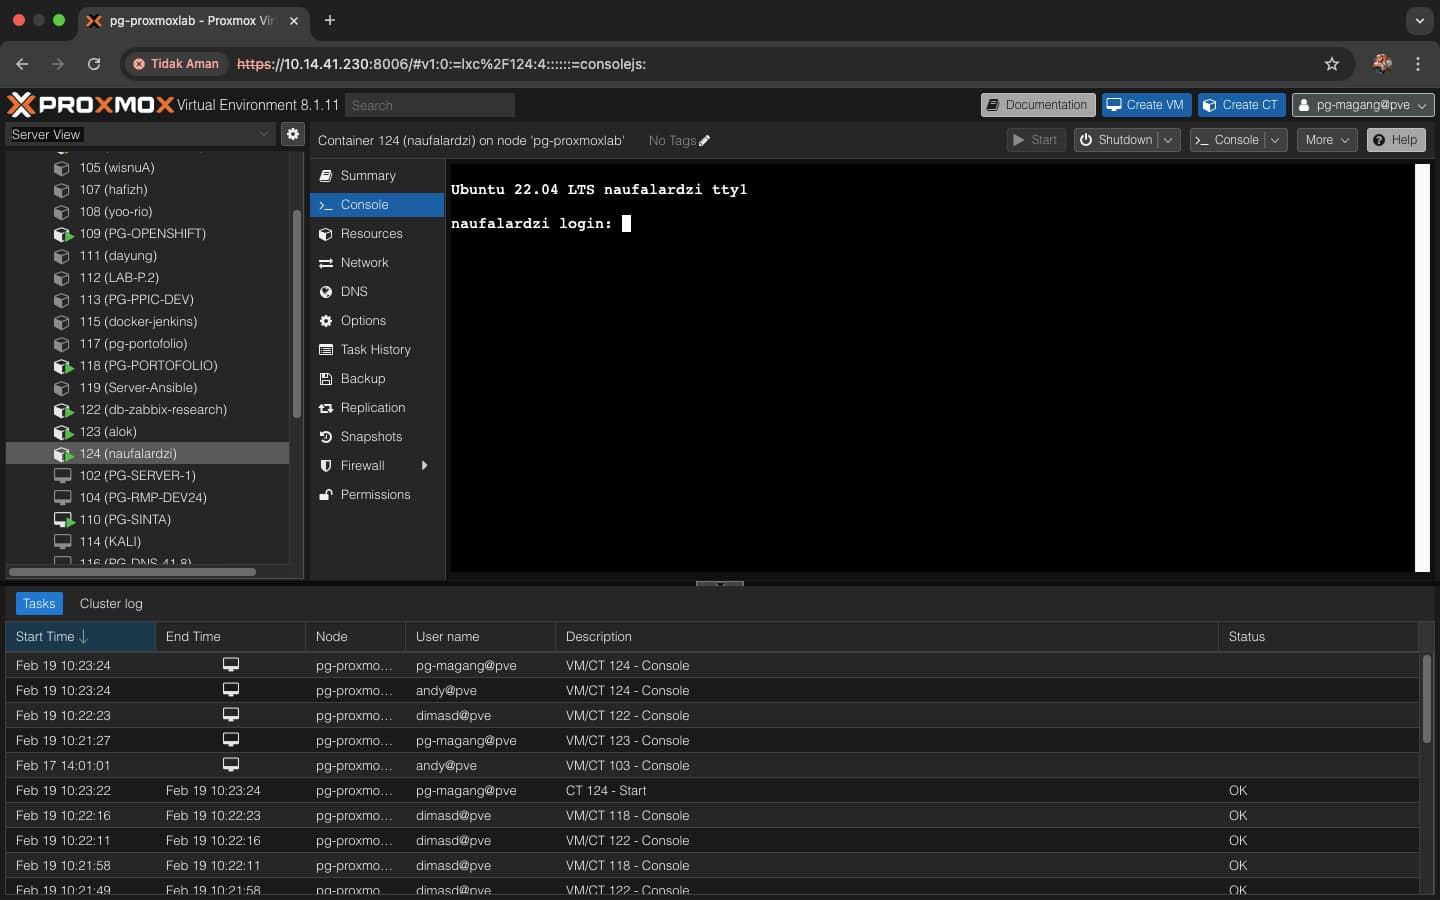 pg-proxmoxlab - Proxmox Vir
Tidak Aman
https://10.14.41.230:8006/#v1:0:=lxc%2F124:4::::::=consolejs:
PROXMOX Virtual Environment 8.1.11
Search
Documentation
Create VM
Create CT
pg-magang@pve
Server View
Container 124 (naufalardzi) on node 'pg-proxmoxlab'
No Tags
Start
Shutdown
Console
More
Help
105 (wisnuA)
107 (hafizh)
108 (yoo-rio)
109 (PG-OPENSHIFT)
111 (dayung)
112 (LAB-P.2)
113 (PG-PPIC-DEV)
115 (docker-jenkins)
117 (pg-portofolio)
118 (PG-PORTOFOLIO)
119 (Server-Ansible)
122 (db-zabbix-research)
123 (alok)
124 (naufalardzi)
102 (PG-SERVER-1)
104 (PG-RMP-DEV24)
110 (PG-SINTA)
114 (KALI)
116 (PG-DNS-41.8)
Summary
Console
Resources
Network
DNS
Options
Task History
Backup
Replication
Snapshots
Firewall
Permissions
Ubuntu 22.04 LTS naufalardzi tty1
naufalardzi login:
Tasks
Cluster log
Start Time End Time Node User name Description Status
Feb 19 10:23:24 pg-proxmo... pg-magang@pve VM/CT 124 - Console
Feb 19 10:23:24 pg-proxmo... andy@pve VM/CT 124 - Console
Feb 19 10:22:23 pg-proxmo... dimasd@pve VM/CT 122 - Console
Feb 19 10:21:27 pg-proxmo... pg-magang@pve VM/CT 123 - Console
Feb 17 14:01:01 pg-proxmo... andy@pve VM/CT 103 - Console
Feb 19 10:23:22 Feb 19 10:23:24 pg-proxmo... pg-magang@pve CT 124 - Start OK
Feb 19 10:22:16 Feb 19 10:22:23 pg-proxmo... dimasd@pve VM/CT 118 - Console OK
Feb 19 10:22:11 Feb 19 10:22:16 pg-proxmo... dimasd@pve VM/CT 122 - Console OK
Feb 19 10:21:58 Feb 19 10:22:11 pg-proxmo... dimasd@pve VM/CT 118 - Console OK
Feb 19 10:21:49 Feb 19 10:21:58 pg-proxmo... dimasd@pve VM/CT 122 - Console OK